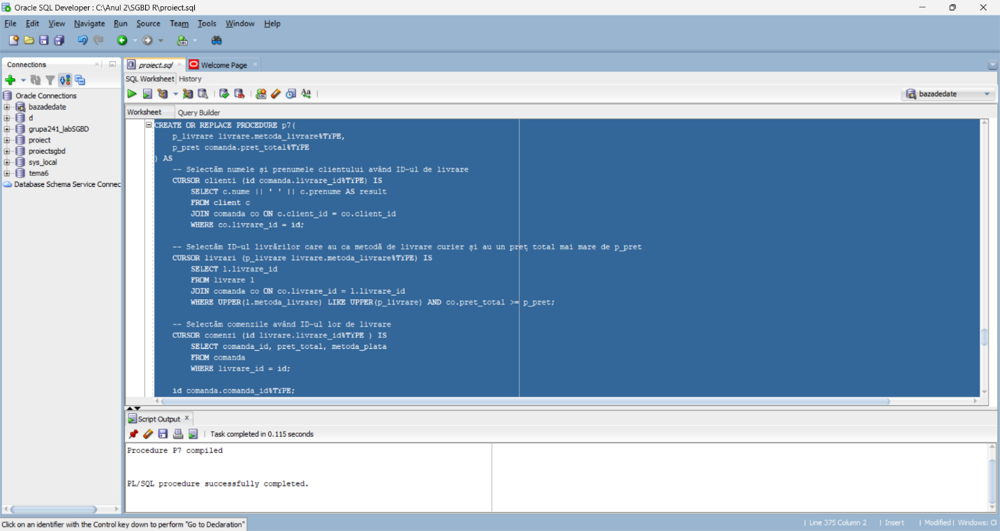 Oracle SQL Developer : C:\Anul 2\SGBD R\proiect.sql
File Edit View Navigate Run Source Team Tools Window Help
Connections
Oracle Connections
bazadedate
d
grupa241_labSGBD
proiect
proiectsgbd
sys_local
tema6
Database Schema Service Connec
proiect.sql Welcome Page
SQL Worksheet History
bazadedate
Worksheet Query Builder
CREATE OR REPLACE PROCEDURE p7(
p_livrare livrare.metoda_livrare%TYPE,
p_pret comanda.pret_total%TYPE
) AS
-- Selectăm numele și prenumele clientului având ID-ul de livrare
CURSOR clienti (id comanda.livrare_id%TYPE) IS
SELECT c.nume || ' ' || c.prenume AS result
FROM client c
JOIN comanda co ON c.client_id = co.client_id
WHERE co.livrare_id = id;
-- Selectăm ID-ul livrărilor care au ca metodă de livrare curier și au un preț total mai mare de p_pret
CURSOR livrari (p_livrare livrare.metoda_livrare%TYPE) IS
SELECT l.livrare_id
FROM livrare l
JOIN comanda co ON co.livrare_id = l.livrare_id
WHERE UPPER(l.metoda_livrare) LIKE UPPER(p_livrare) AND co.pret_total >= p_pret;
-- Selectăm comenzile având ID-ul lor de livrare
CURSOR comenzi (id livrare.livrare_id%TYPE ) IS
SELECT comanda_id, pret_total, metoda_plata
FROM comanda
WHERE livrare_id = id;
id comanda.comanda_id%TYPE;
Script Output
Task completed in 0.115 seconds
Procedure P7 compiled
PL/SQL procedure successfully completed.
Click on an identifier with the Control key down to perform "Go to Declaration"
Line 375 Column 2 | Insert | Modified | Windows: CR